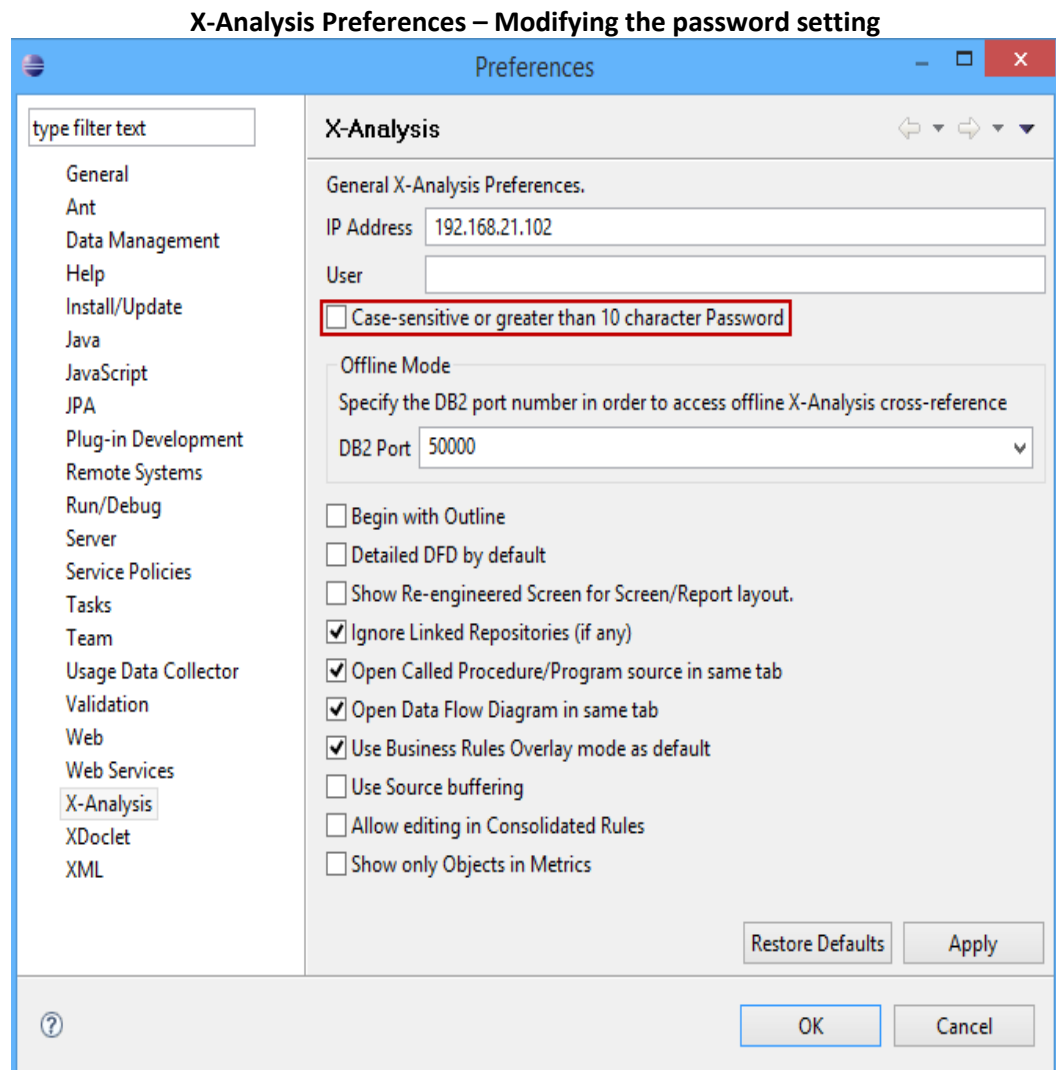 X-Analysis Preferences – Modifying the password setting
Preferences
type filter text
General
Ant
Data Management
Help
Install/Update
Java
JavaScript
JPA
Plug-in Development
Remote Systems
Run/Debug
Server
Service Policies
Tasks
Team
Usage Data Collector
Validation
Web
Web Services
X-Analysis
XDoclet
XML
X-Analysis
General X-Analysis Preferences.
IP Address 192.168.21.102
User
Case-sensitive or greater than 10 character Password
Offline Mode
Specify the DB2 port number in order to access offline X-Analysis cross-reference
DB2 Port 50000
Begin with Outline
Detailed DFD by default
Show Re-engineered Screen for Screen/Report layout.
Ignore Linked Repositories (if any)
Open Called Procedure/Program source in same tab
Open Data Flow Diagram in same tab
Use Business Rules Overlay mode as default
Use Source buffering
Allow editing in Consolidated Rules
Show only Objects in Metrics
Restore Defaults Apply
OK Cancel